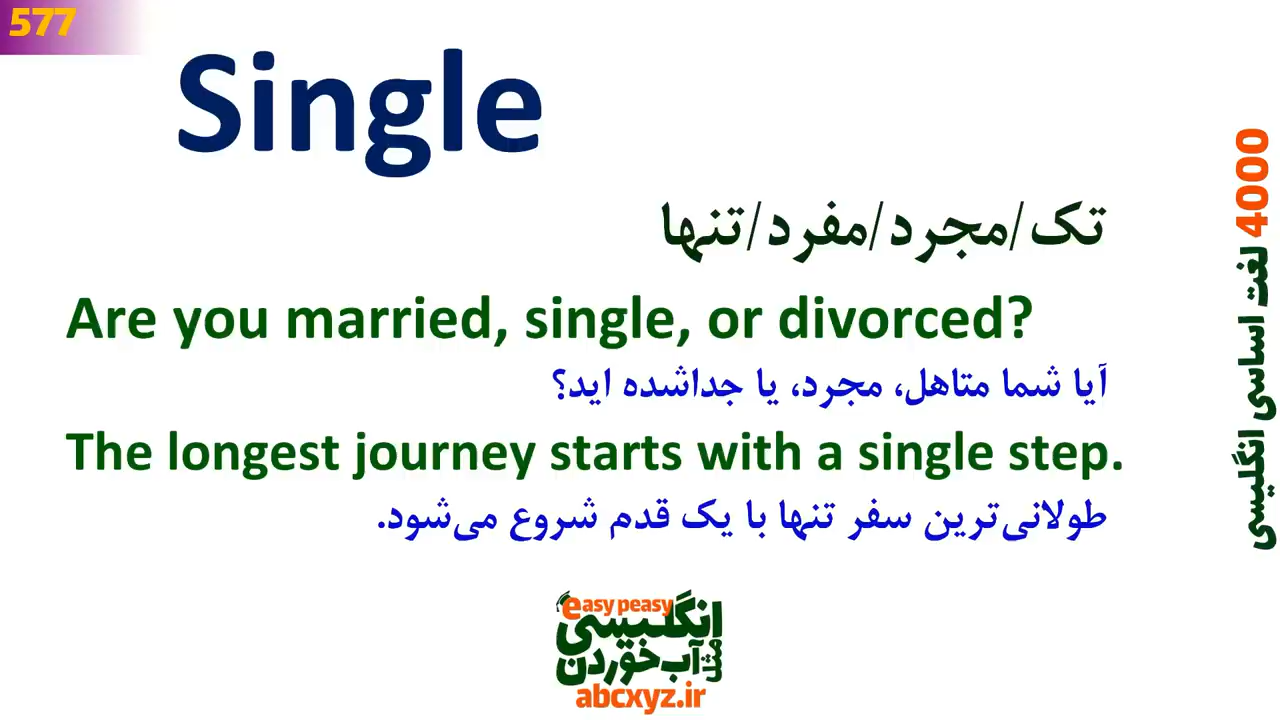 577
Single
تک/مجرد/مفرد/تنها
Are you married, single, or divorced?
آیا شما متاهل، مجرد، یا جداشده اید؟
The longest journey starts with a single step.
طولانی‌ترین سفر تنها با یک قدم شروع می‌شود.
4000 لغت اساسی انگلیسی
easy peasy
انگلیسی
مثل آب خوردن
abcxyz.ir